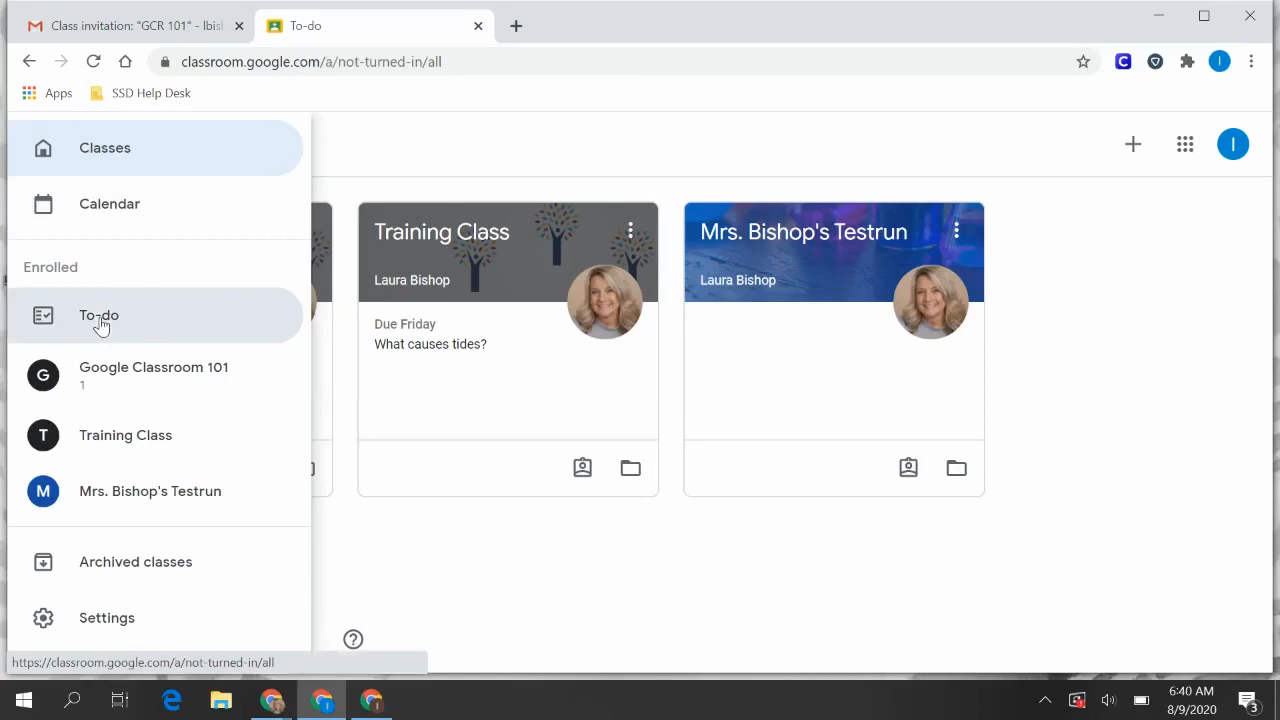 Class invitation: "GCR 101" - lbis
To-do
classroom.google.com/a/not-turned-in/all
C
I
Apps
SSD Help Desk
Classes
Calendar
I
Enrolled
To-do
G
Google Classroom 101
1
T
Training Class
M
Mrs. Bishop's Testrun
Archived classes
Settings
Training Class
Laura Bishop
Due Friday
What causes tides?
Mrs. Bishop's Testrun
Laura Bishop
https://classroom.google.com/a/not-turned-in/all
6:40 AM
8/9/2020
3